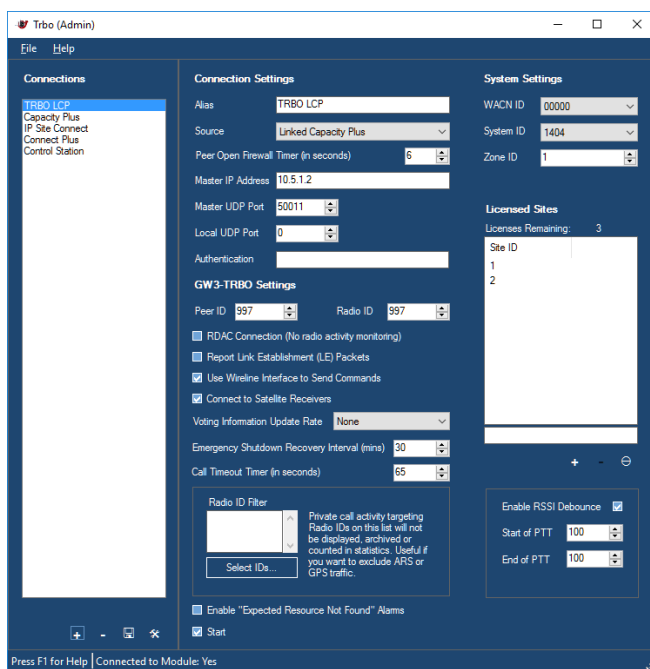 Trbo (Admin)
File Help
Connections
TRBO LCP
Capacity Plus
IP Site Connect
Connect Plus
Control Station
Connection Settings
Alias TRBO LCP
Source Linked Capacity Plus
Peer Open Firewall Timer (in seconds) 6
Master IP Address 10.5.1.2
Master UDP Port 50011
Local UDP Port 0
Authentication
GW3-TRBO Settings
Peer ID 997 Radio ID 997
RDAC Connection (No radio activity monitoring)
Report Link Establishment (LE) Packets
Use Wireline Interface to Send Commands
Connect to Satellite Receivers
Voting Information Update Rate None
Emergency Shutdown Recovery Interval (mins) 30
Call Timeout Timer (in seconds) 65
Radio ID Filter
Select IDs...
Private call activity targeting
Radio IDs on this list will not
be displayed, archived or
counted in statistics. Useful if
you want to exclude ARS or
GPS traffic.
Enable "Expected Resource Not Found" Alarms
Start
System Settings
WACN ID 00000
System ID 1404
Zone ID 1
Licensed Sites
Licenses Remaining: 3
Site ID
1
2
Enable RSSI Debounce
Start of PTT 100
End of PTT 100
Press F1 for Help Connected to Module: Yes